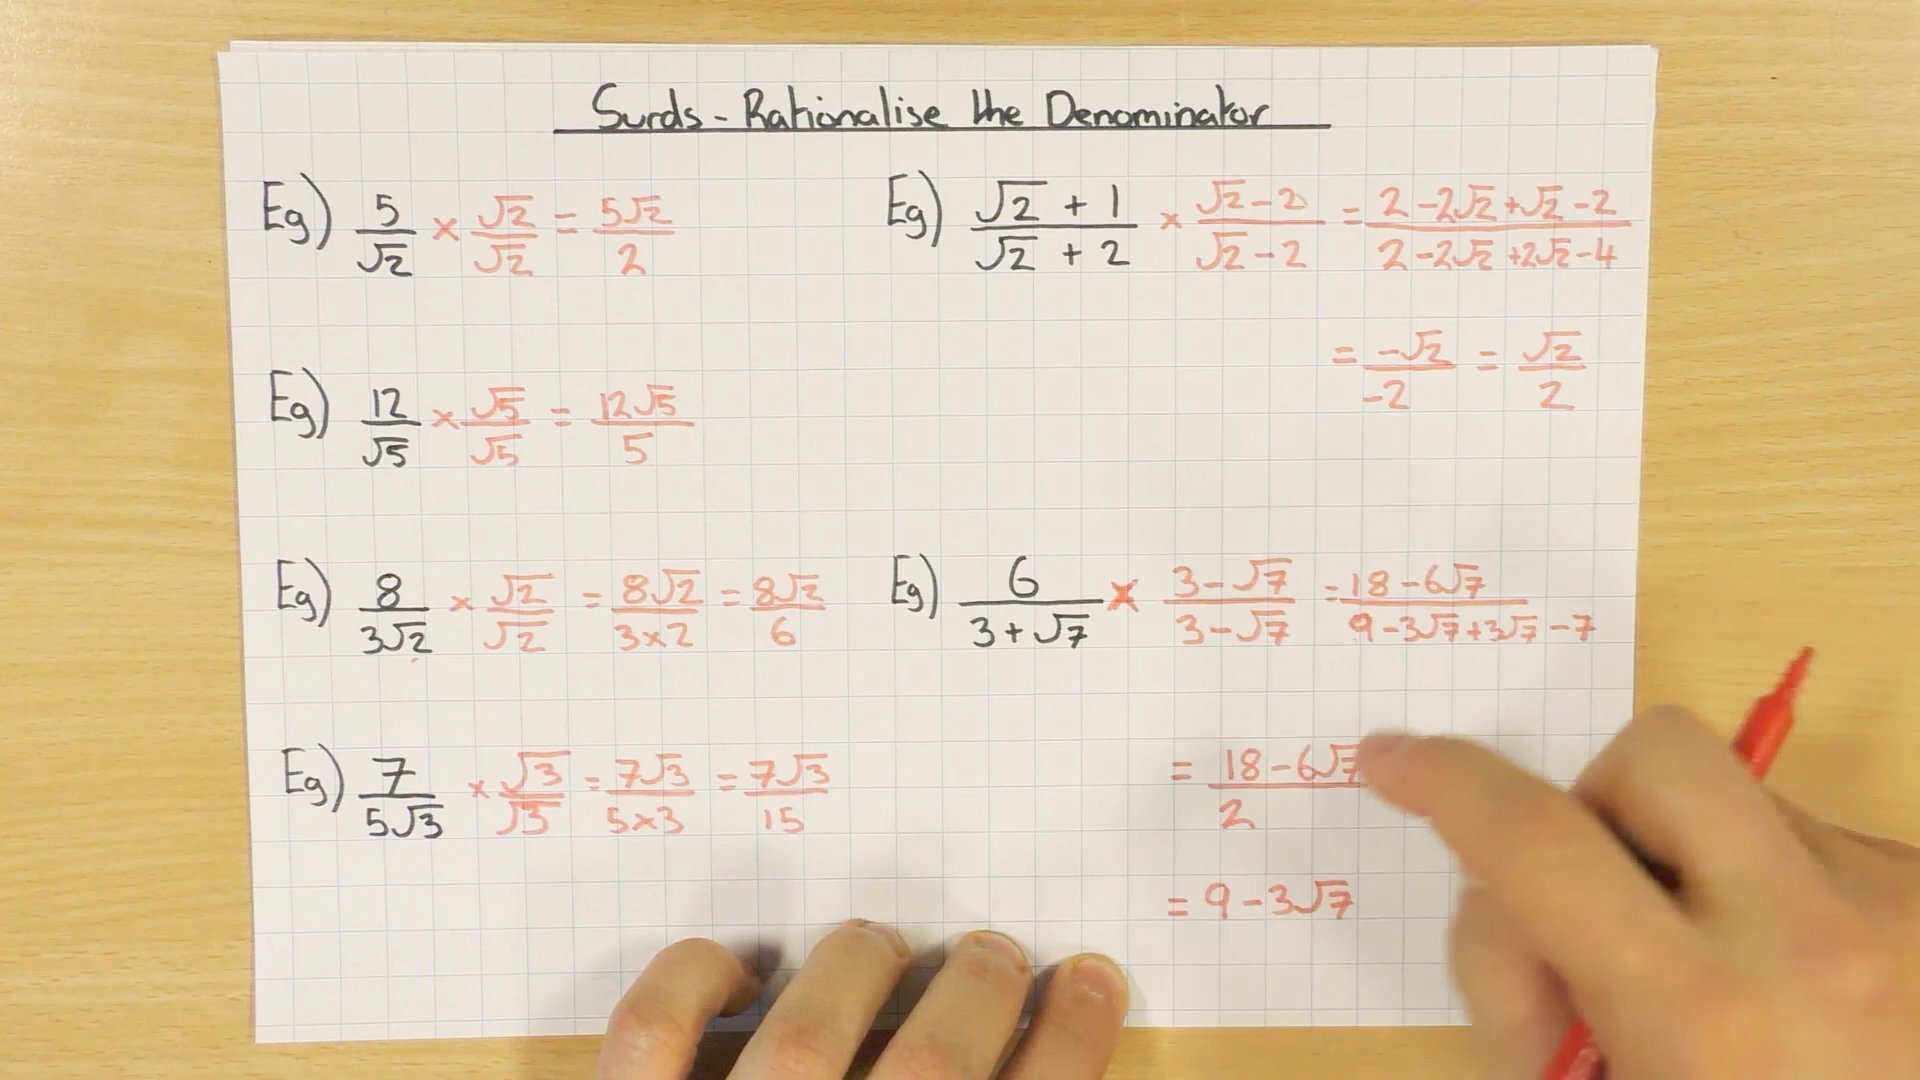 Surds - Rationalise the Denominator
Eg) 5/√2 × √2/√2 = 5√2/2
Eg) 12/√5 × √5/√5 = 12√5/5
Eg) 8/3√2 × √2/√2 = 8√2/3×2 = 8√2/6
Eg) 7/5√3 × √3/√3 = 7√3/5×3 = 7√3/15
Eg) √2 + 1/√2 + 2 × √2 - 2/√2 - 2 = 2 - 2√2 + √2 - 2/2 - 2√2 + 2√2 - 4
= -√2/-2 = √2/2
Eg) 6/3 + √7 × 3 - √7/3 - √7 = 18 - 6√7/9 - 3√7 + 3√7 - 7
= 18 - 6√7/2
= 9 - 3√7